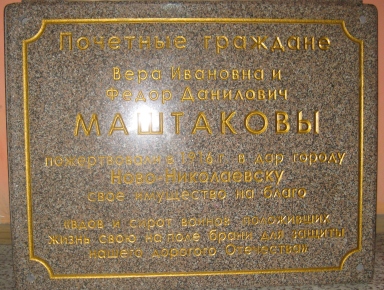 Почетные граждане
Вера Ивановна и
Федор Данилович
МАШТАКОВЫ
пожертвовали в 1916 г. в дар городу
Ново-Николаевску
свое имущество на благо
«вдов и сирот воинов, положивших
жизнь свою на поле брани для защиты
нашего дорогого Отечества»